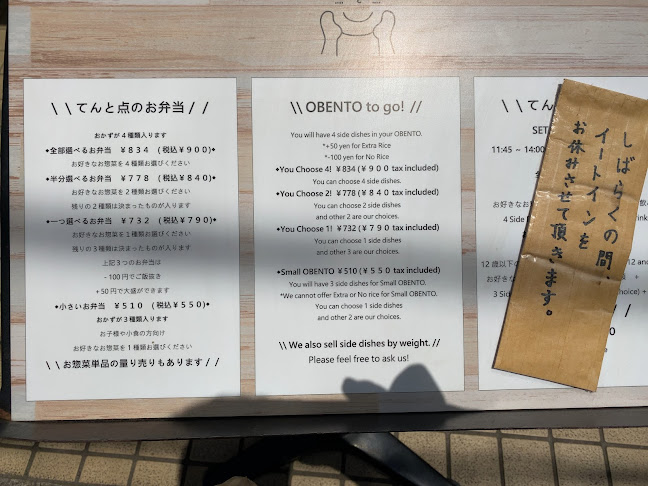 \ \ てんと点のお弁当 / /
おかずが4種類入ります
◆全部選べるお弁当 ¥834 (税込¥900)◆
お好きなお惣菜を4種類お選びください
◆半分選べるお弁当 ¥778 (税込¥840)◆
お好きなお惣菜を2種類お選びください
残りの2種類は決まったものが入ります
◆一つ選べるお弁当 ¥732 (税込¥790)◆
お好きなお惣菜を1種類お選びください
残りの3種類は決まったものが入ります
上記3つのお弁当は
-100円でご飯抜き
+50円で大盛ができます
◆小さいお弁当 ¥510 (税込¥550)◆
おかずが3種類入ります
お子様や小食の方向け
お好きなお惣菜を1種類お選びください
\ \ お惣菜単品の量り売りもあります / /
\\ OBENTO to go! //
You will have 4 side dishes in your OBENTO.
*+50 yen for Extra Rice
*-100 yen for No Rice
◆You Choose 4! ¥834 (¥900 tax included)
You can choose 4 side dishes.
◆You Choose 2! ¥778 (¥840 tax included)
You can choose 2 side dishes
and other 2 are our choices.
◆You Choose 1! ¥732 (¥790 tax included)
You can choose 1 side dishes
and other 3 are our choices.
◆Small OBENTO ¥510 (¥550 tax included)
You will have 3 side dishes for Small OBENTO.
*We cannot offer Extra or No rice for Small OBENTO.
You can choose 1 side dishes
and other 2 are our choices.
\\ We also sell side dishes by weight. //
Please feel free to ask us!
\ \ てん
SET
11:45 ~ 14:00
お好きなお
4 Side
12歳以下の
お好きなお
3 Side
しばらくの間、
イートインを
お休みさせて頂きます。